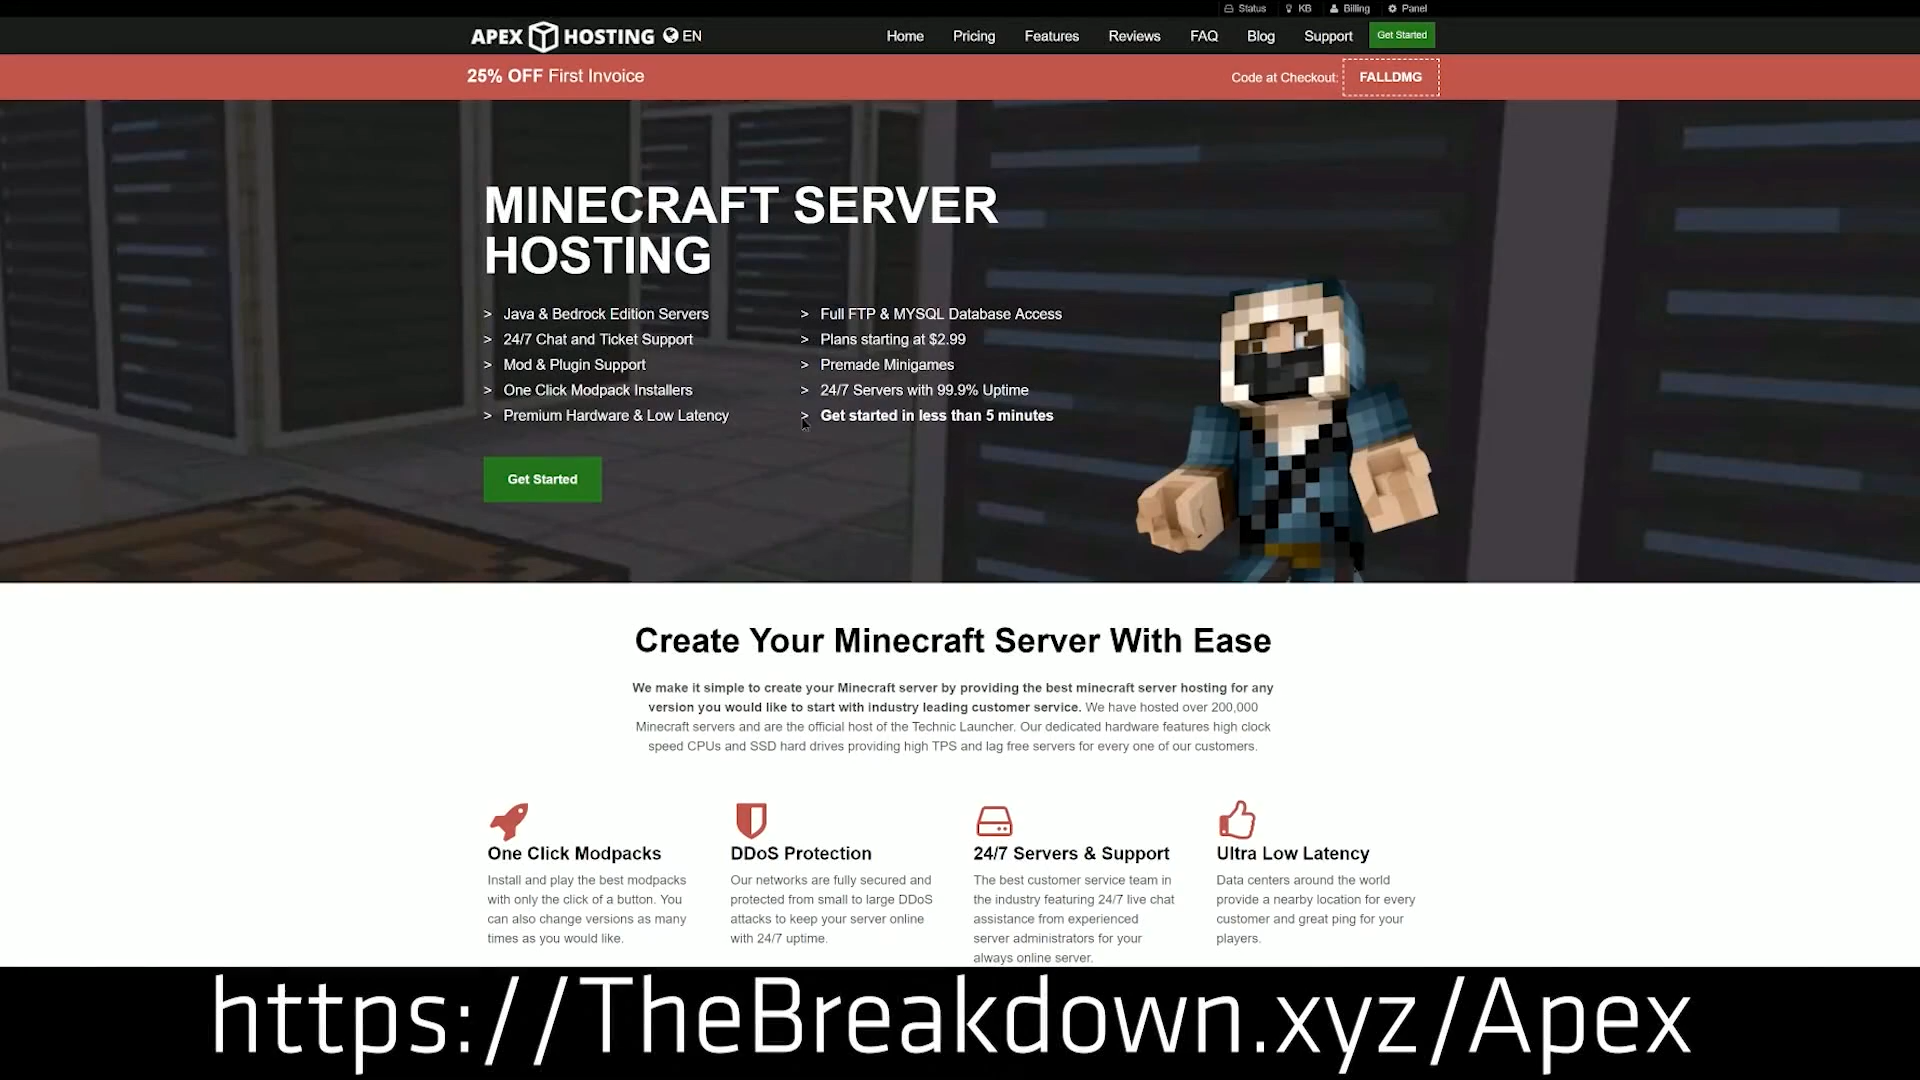 Status KB Billing Panel
APEX HOSTING EN Home Pricing Features Reviews FAQ Blog Support Get Started
25% OFF First Invoice Code at Checkout: FALLDMG
MINECRAFT SERVER
HOSTING
> Java & Bedrock Edition Servers
> 24/7 Chat and Ticket Support
> Mod & Plugin Support
> One Click Modpack Installers
> Premium Hardware & Low Latency
> Full FTP & MYSQL Database Access
> Plans starting at $2.99
> Premade Minigames
> 24/7 Servers with 99.9% Uptime
> Get started in less than 5 minutes
Get Started
Create Your Minecraft Server With Ease
We make it simple to create your Minecraft server by providing the best minecraft server hosting for any
version you would like to start with industry leading customer service. We have hosted over 200,000
Minecraft servers and are the official host of the Technic Launcher. Our dedicated hardware features high clock
speed CPUs and SSD hard drives providing high TPS and lag free servers for every one of our customers.
One Click Modpacks
Install and play the best modpacks
with only the click of a button. You
can also change versions as many
times as you would like.
DDoS Protection
Our networks are fully secured and
protected from small to large DDoS
attacks to keep your server online
with 24/7 uptime.
24/7 Servers & Support
The best customer service team in
the industry featuring 24/7 live chat
assistance from experienced
server administrators for your
always online server.
Ultra Low Latency
Data centers around the world
provide a nearby location for every
customer and great ping for your
players.
https://TheBreakdown.xyz/Apex